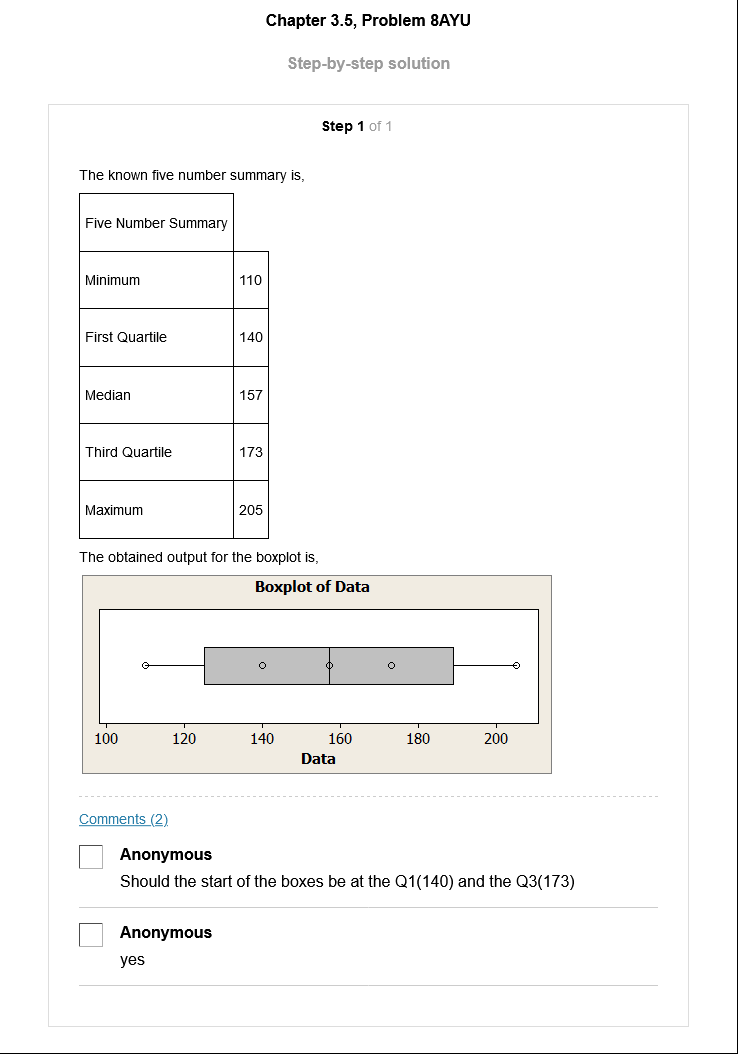 Chapter 3.5, Problem 8AYU
Step-by-step solution
Step 1 of 1
The known five number summary is,
Five Number Summary
Minimum 110
First Quartile 140
Median 157
Third Quartile 173
Maximum 205
The obtained output for the boxplot is,
Boxplot of Data
100 120 140 160 180 200
Data
Comments (2)
Anonymous
Should the start of the boxes be at the Q1(140) and the Q3(173)
Anonymous
yes